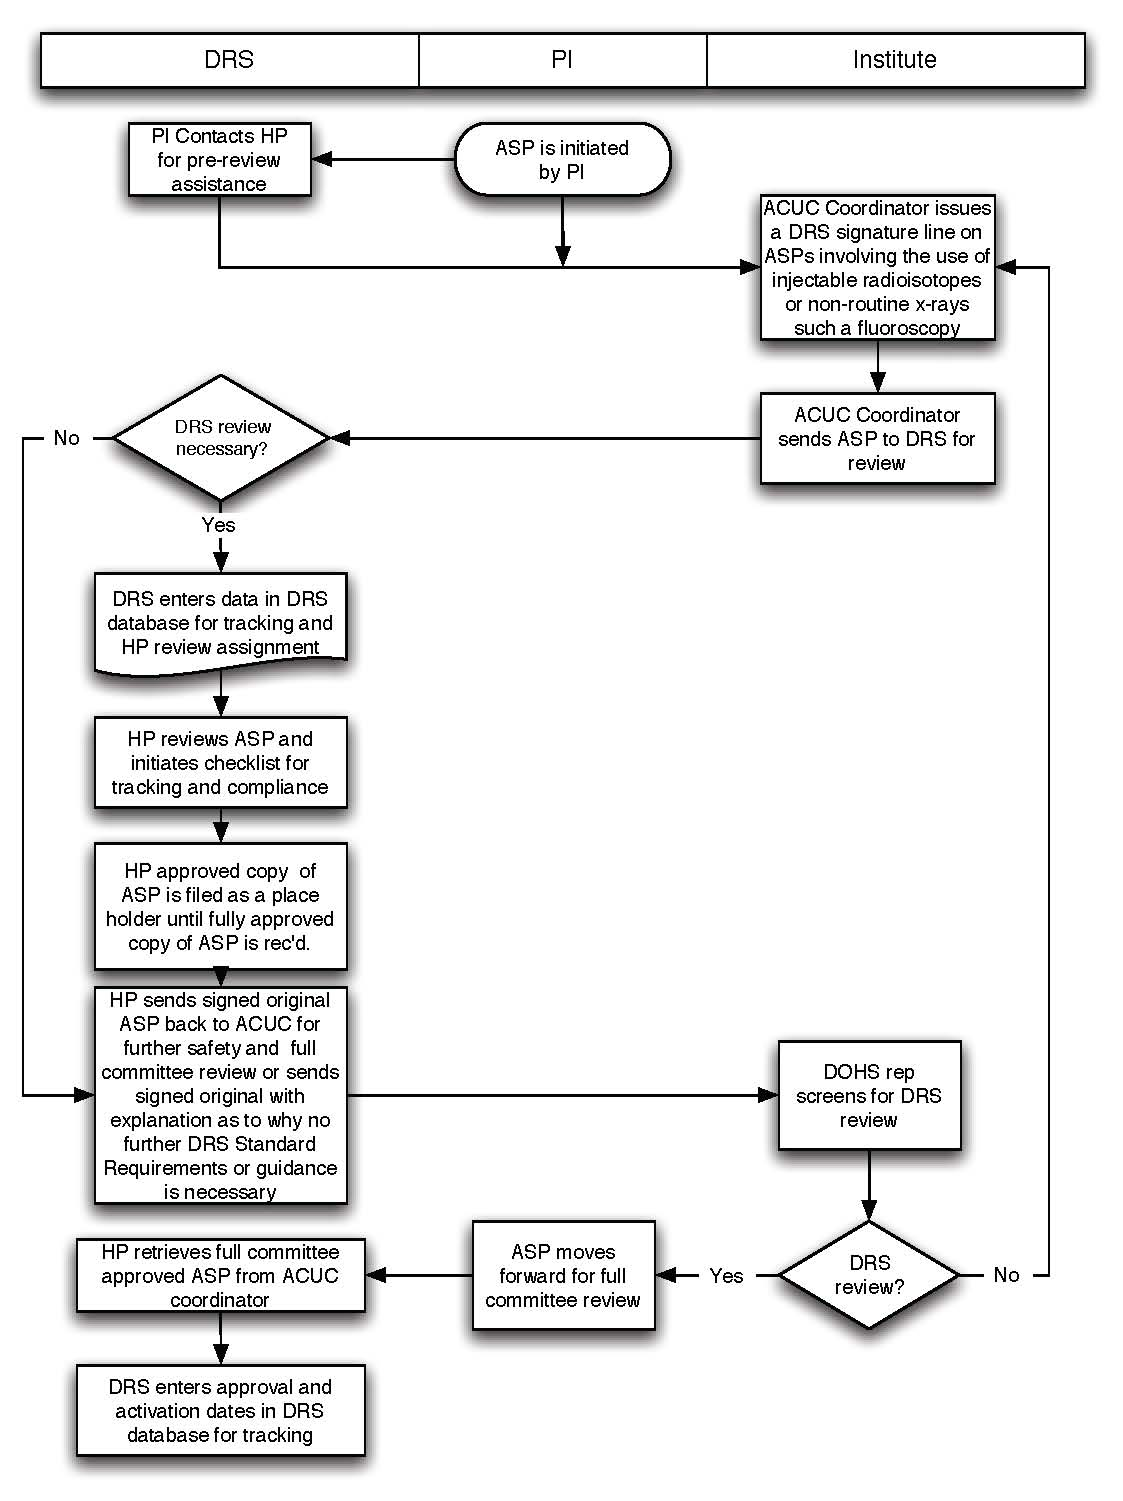 DRS
PI
Institute
PI Contacts HP
for pre-review
assistance
ASP is initiated
by PI
ACUC Coordinator issues
a DRS signature line on
ASPs involving the use of
injectable radioisotopes
or non-routine x-rays
such a fluoroscopy
ACUC Coordinator
sends ASP to DRS for
review
DRS review
necessary?
No
Yes
DRS enters data in DRS
database for tracking and
HP review assignment
HP reviews ASP and
initiates checklist for
tracking and compliance
HP approved copy  of
ASP is filed as a place
holder until fully approved
copy of ASP is rec'd.
HP sends signed original
ASP back to ACUC for
further safety and  full
committee review or sends
signed original with
explanation as to why no
further DRS Standard
Requirements or guidance
is necessary
DOHS rep
screens for DRS
review
DRS
review?
No
Yes
ASP moves
forward for full
committee review
HP retrieves full committee
approved ASP from ACUC
coordinator
DRS enters approval and
activation dates in DRS
database for tracking